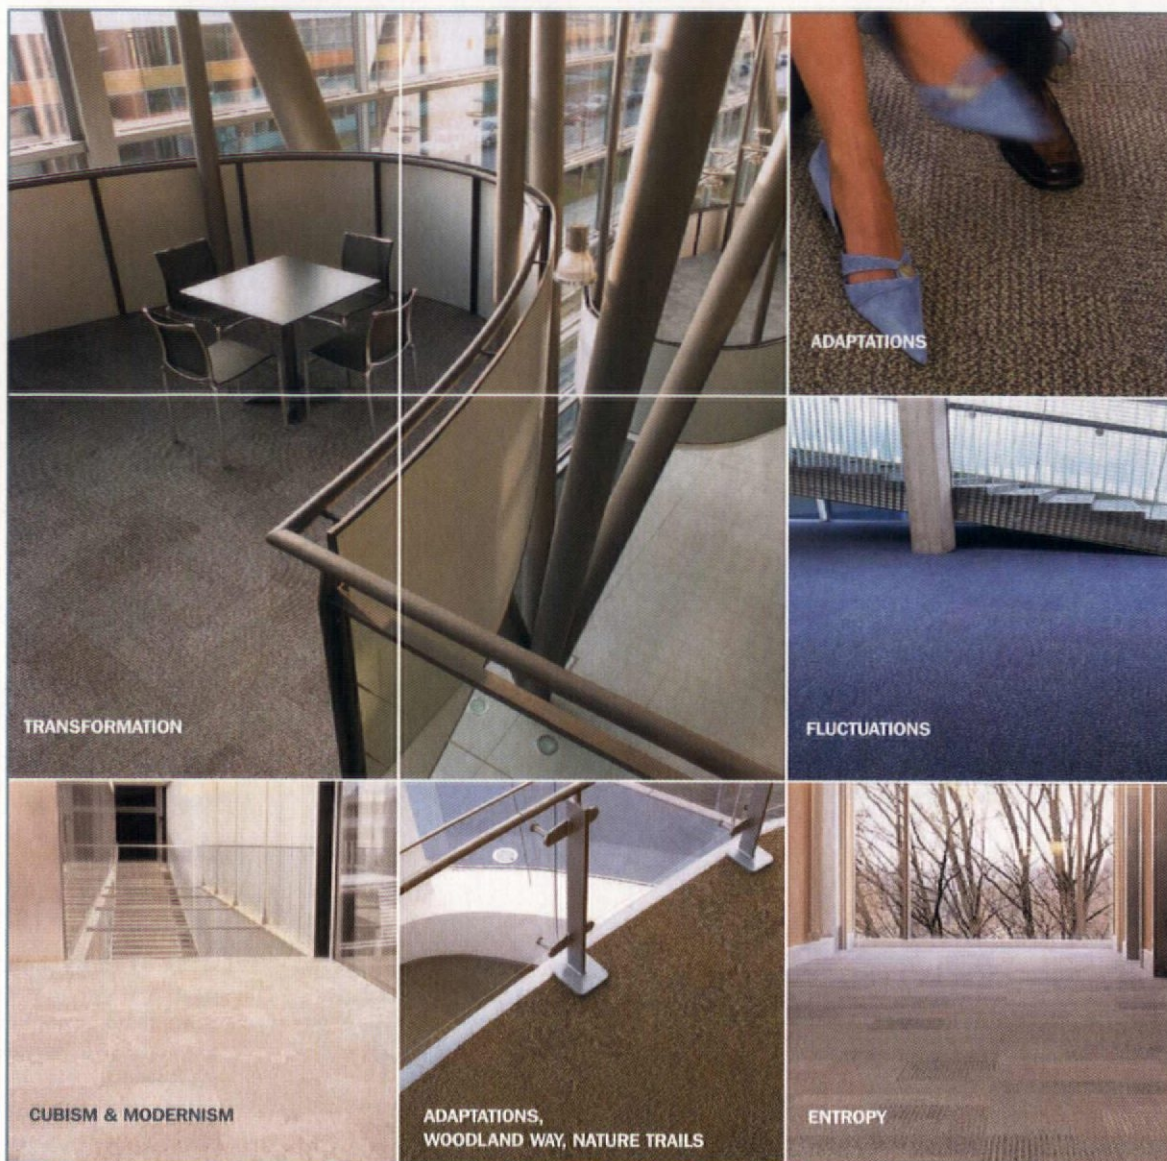 ADAPTATIONS
TRANSFORMATION
FLUCTUATIONS
CUBISM & MODERNISM
ADAPTATIONS,
WOODLAND WAY, NATURE TRAILS
ENTROPY